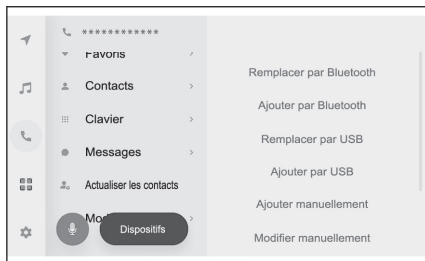 ************
Favoris
Contacts
Clavier
Messages
Actualiser les contacts
Dispositifs
Remplacer par Bluetooth
Ajouter par Bluetooth
Remplacer par USB
Ajouter par USB
Ajouter manuellement
Modifier manuellement